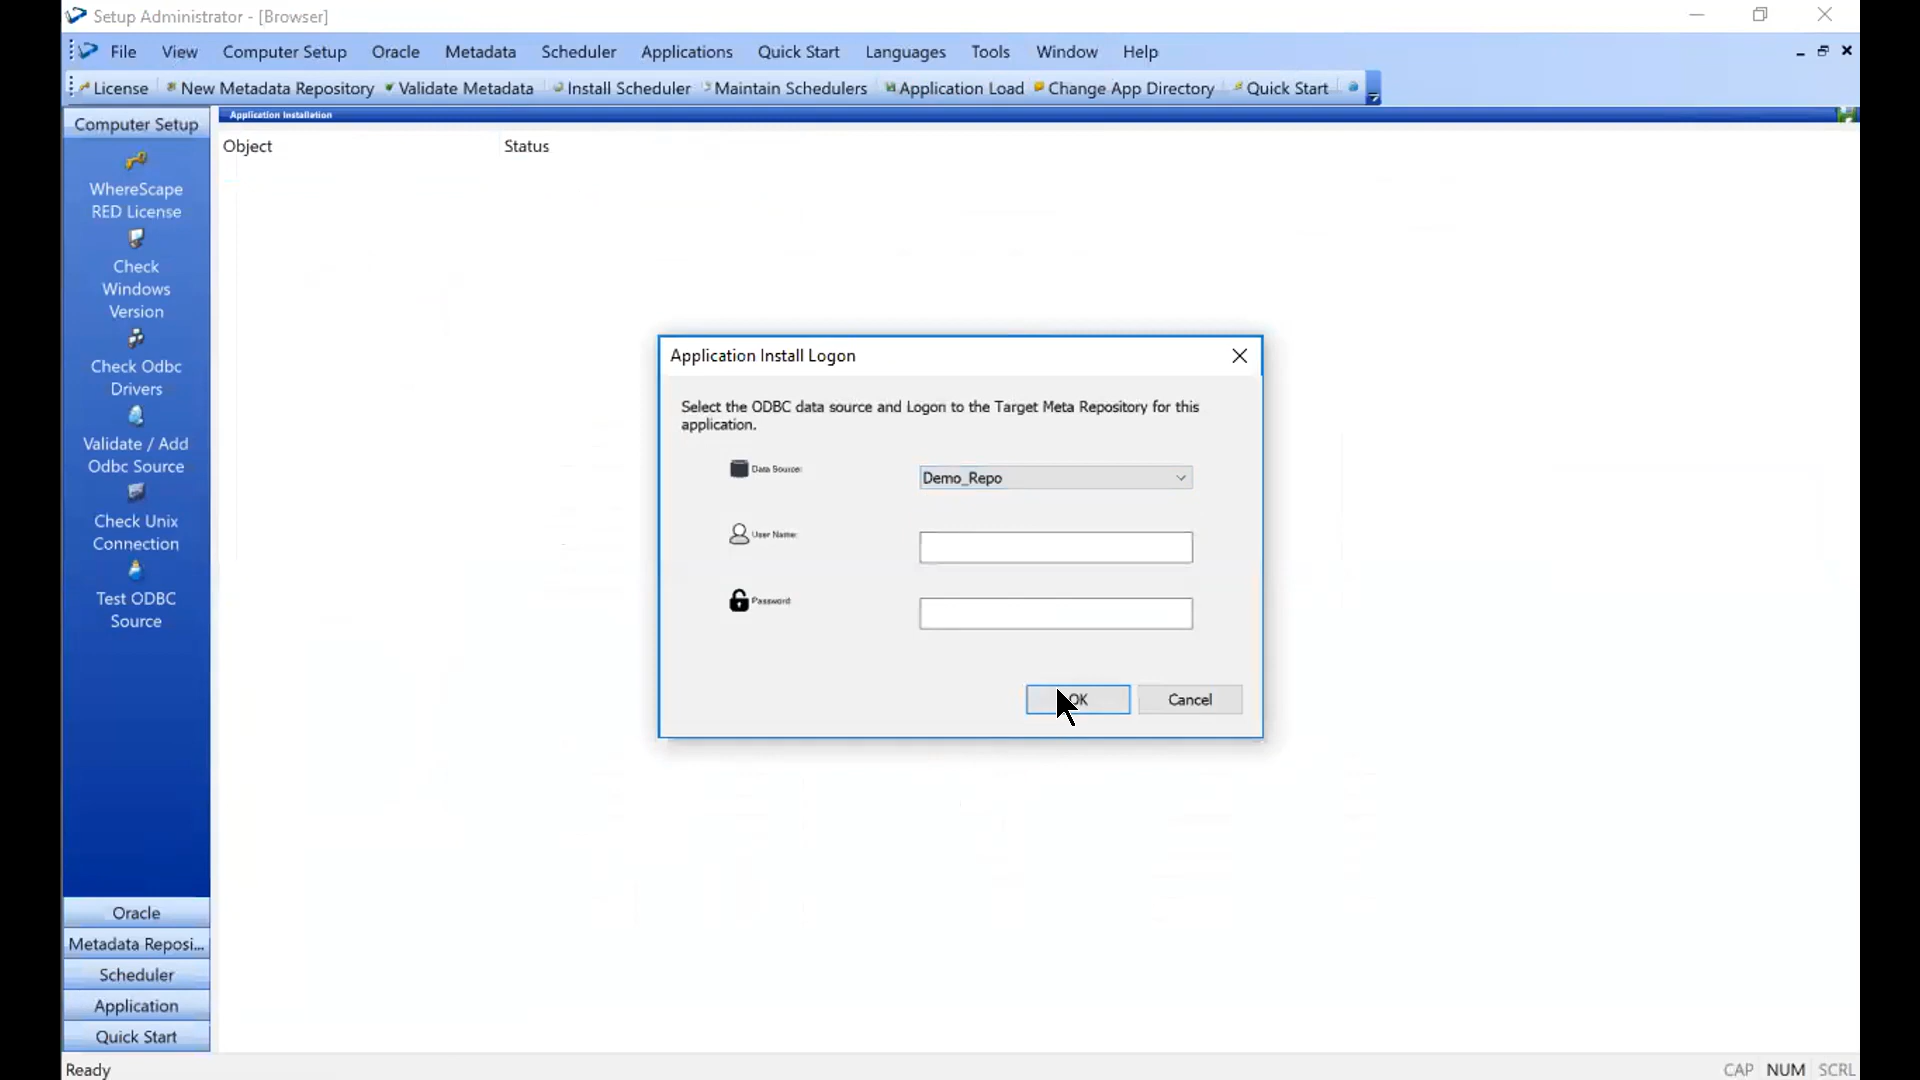 Setup Administrator - [Browser]
File View Computer Setup Oracle Metadata Scheduler Applications Quick Start Languages Tools Window Help
License New Metadata Repository Validate Metadata Install Scheduler Maintain Schedulers Application Load Change App Directory Quick Start
Computer Setup
Application Installation
Object Status
WhereScape
RED License
Check
Windows
Version
Check Odbc
Drivers
Validate / Add
Odbc Source
Check Unix
Connection
Test ODBC
Source
Application Install Logon
Select the ODBC data source and Logon to the Target Meta Repository for this
application.
Data Source:
Demo_Repo
User Name:
Password:
OK Cancel
Oracle
Metadata Reposi...
Scheduler
Application
Quick Start
Ready
CAP NUM SCRL